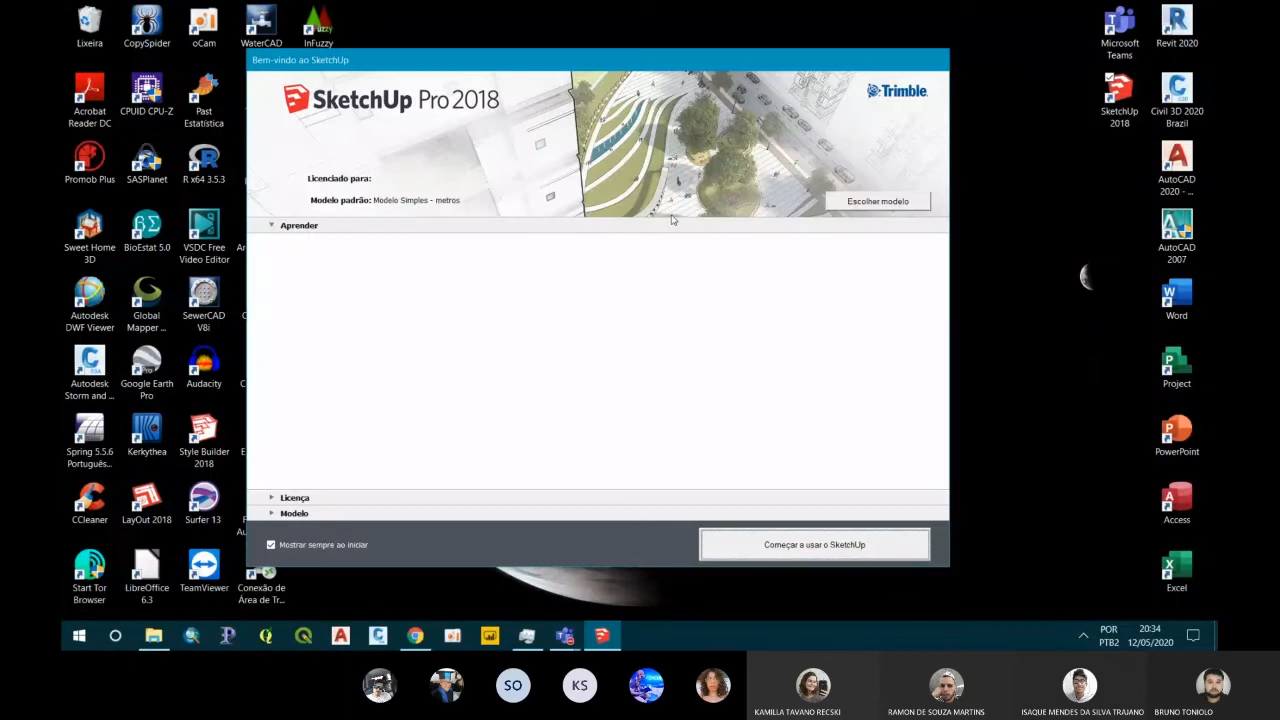 Lixeira
CopySpider
oCam
WaterCAD
InFuzzy
Microsoft
Teams
Revit 2020
Bem-vindo ao SketchUp
SketchUp Pro 2018
Trimble
Acrobat
Reader DC
CPUID CPU-Z
Past
Estatística
SketchUp
2018
Civil 3D 2020
Brazil
Licenciado para:
Modelo padrão: Modelo Simples - metros
Escolher modelo
Promob Plus
SASPlanet
R x64 3.5.3
AutoCAD
2020 - ...
Aprender
Sweet Home
3D
BioEstat 5.0
VSDC Free
Video Editor
AutoCAD
2007
Autodesk
DWF Viewer
Global
Mapper ...
SewerCAD
V8i
Word
Autodesk
Storm and ...
Google Earth
Pro
Audacity
Project
Spring 5.5.6
Português...
Kerkythea
Style Builder
2018
PowerPoint
CCleaner
LayOut 2018
Surfer 13
Access
Licença
Modelo
Mostrar sempre ao iniciar
Começar a usar o SketchUp
Start Tor
Browser
LibreOffice
6.3
TeamViewer
Conexão de
Área de Tr...
Excel
POR
PTB2
20:34
12/05/2020
SO
KS
KAMILLA TAVANO RECSKI
RAMON DE SOUZA MARTINS
ISAQUE MENDES DA SILVA TRAJANO
BRUNO TONIOLO